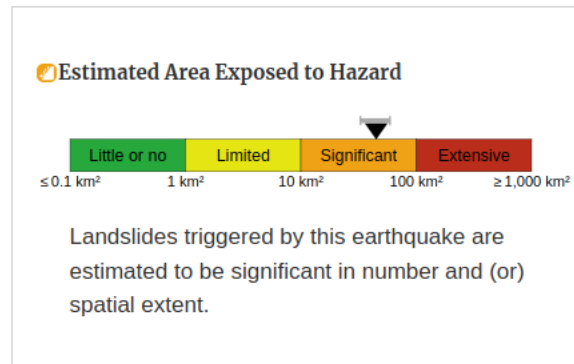 Estimated Area Exposed to Hazard
Little or no Limited Significant Extensive
≤0.1 km² 1 km² 10 km² 100 km² ≥1,000 km²
Landslides triggered by this earthquake are
estimated to be significant in number and (or)
spatial extent.